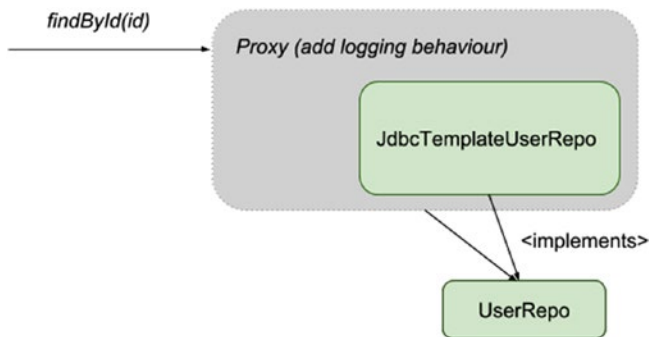 findById(id)
Proxy (add logging behaviour)
JdbcTemplateUserRepo
<implements>
UserRepo